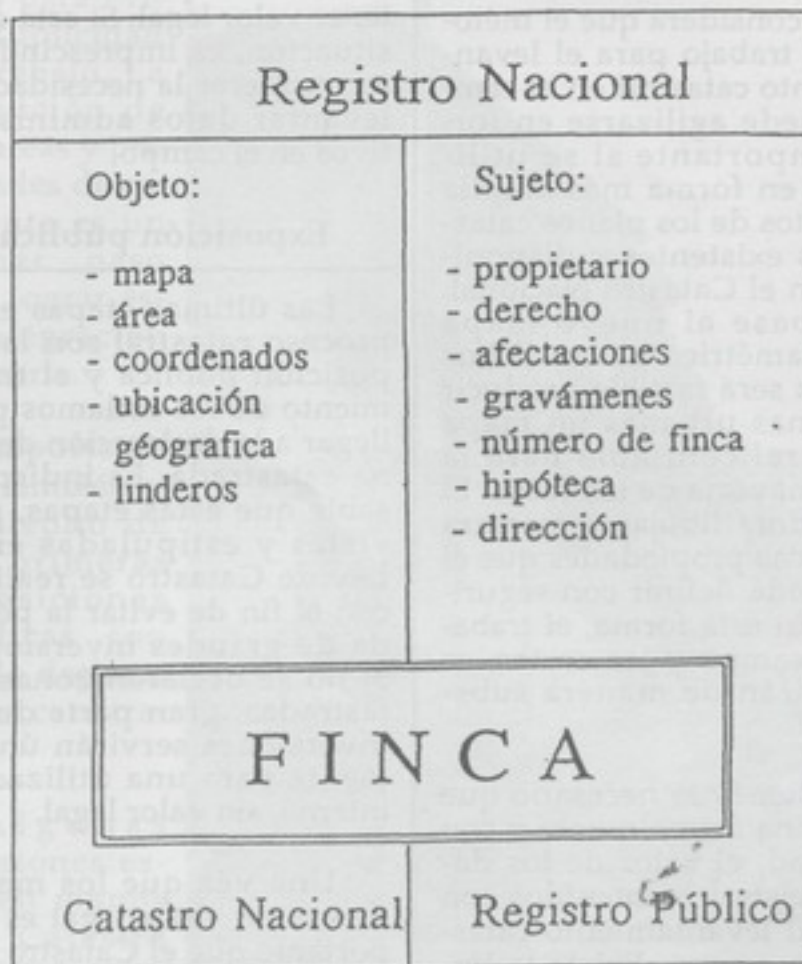 Registro Nacional
Objeto:
- mapa
- área
- coordenados
- ubicación
géografica
- linderos
Sujeto:
- propietario
- derecho
- afectaciones
- gravámenes
- número de finca
- hipóteca
- dirección
FINCA
Catastro Nacional
Registro Público